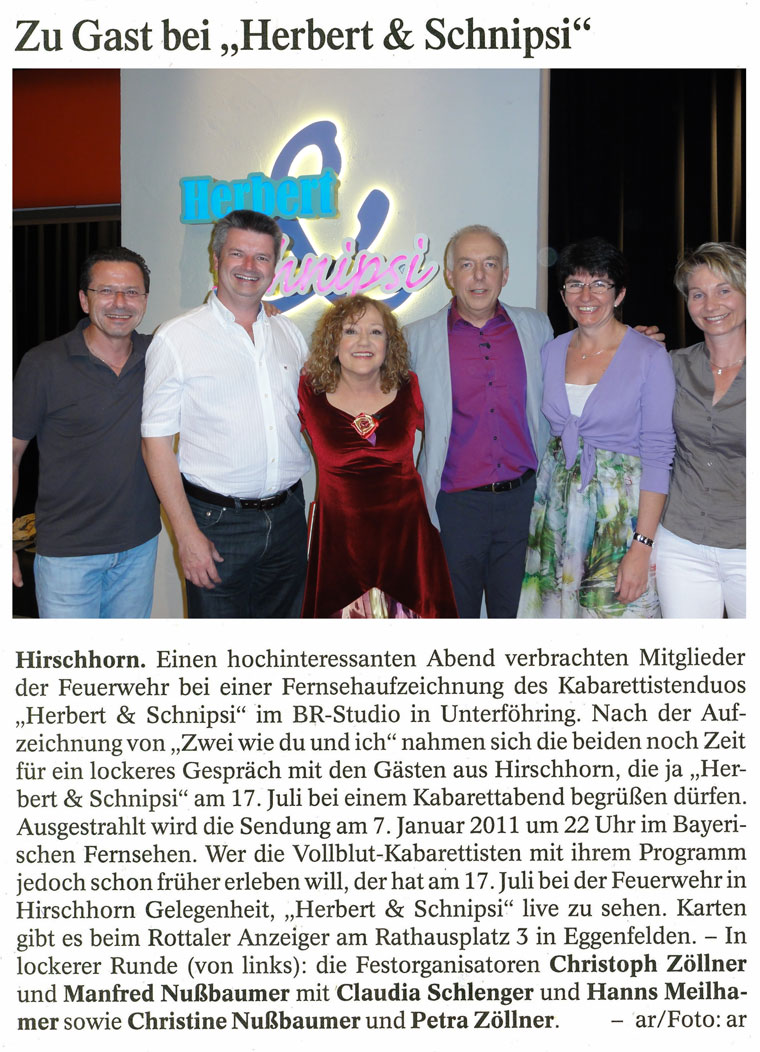 Zu Gast bei „Herbert & Schnipsi“
Herbert
&
Schnipsi
Hirschhorn. Einen hochinteressanten Abend verbrachten Mitglieder
der Feuerwehr bei einer Fernsehaufzeichnung des Kabarettistenduos
„Herbert & Schnipsi“ im BR-Studio in Unterföhring. Nach der Auf-
zeichnung von „Zwei wie du und ich“ nahmen sich die beiden noch Zeit
für ein lockeres Gespräch mit den Gästen aus Hirschhorn, die ja „Her-
bert & Schnipsi“ am 17. Juli bei einem Kabarettabend begrüßen dürfen.
Ausgestrahlt wird die Sendung am 7. Januar 2011 um 22 Uhr im Bayeri-
schen Fernsehen. Wer die Vollblut-Kabarettisten mit ihrem Programm
jedoch schon früher erleben will, der hat am 17. Juli bei der Feuerwehr in
Hirschhorn Gelegenheit, „Herbert & Schnipsi“ live zu sehen. Karten
gibt es beim Rottaler Anzeiger am Rathausplatz 3 in Eggenfelden. – In
lockerer Runde (von links): die Festorganisatoren Christoph Zöllner
und Manfred Nußbaumer mit Claudia Schlenger und Hanns Meilha-
mer sowie Christine Nußbaumer und Petra Zöllner. – ar/Foto: ar